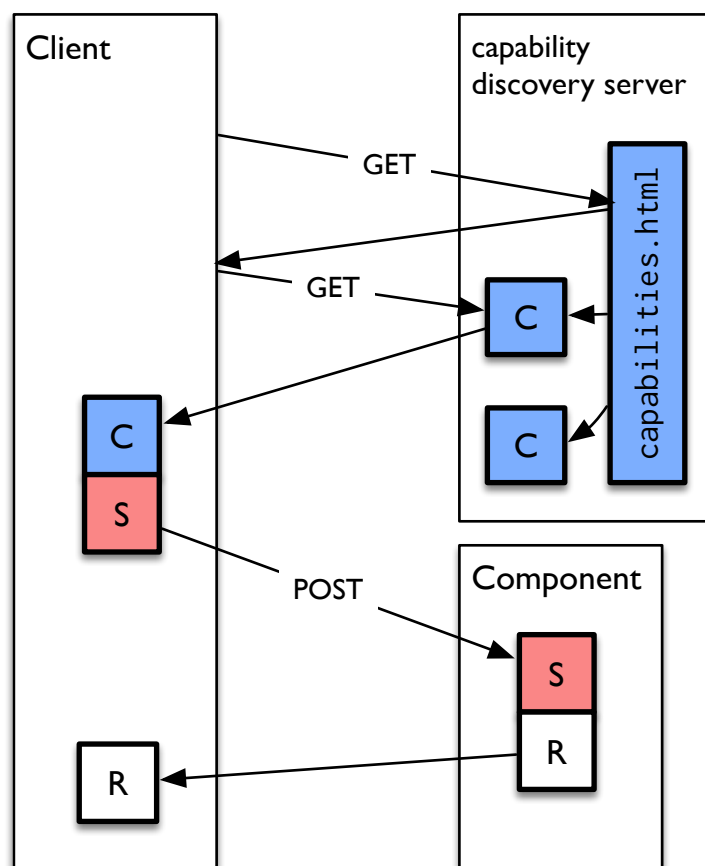 Client
capability
discovery server
GET
capabilities.html
GET
C
C
C
S
POST
Component
S
R
R